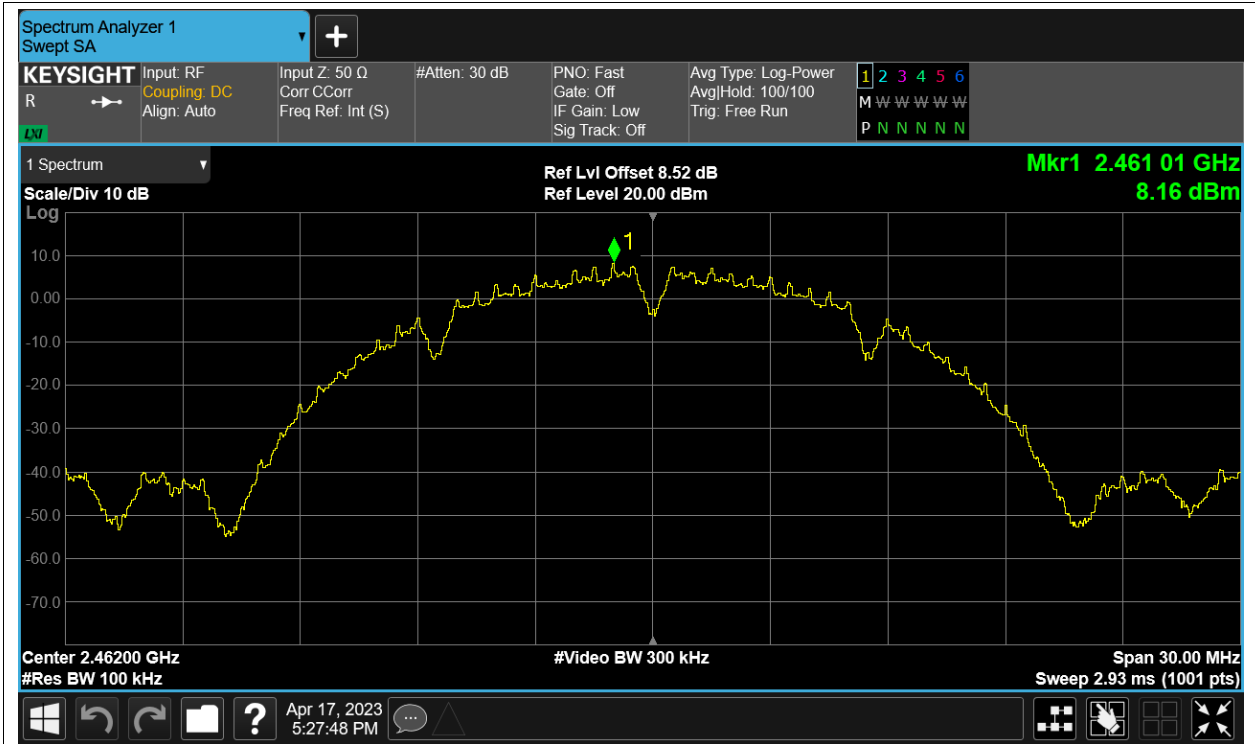 Spectrum Analyzer 1
Swept SA
KEYSIGHT
R
LXI
Input: RF
Coupling: DC
Align: Auto
Input Z: 50 Ω
Corr CCorr
Freq Ref: Int (S)
#Atten: 30 dB
PNO: Fast
Gate: Off
IF Gain: Low
Sig Track: Off
Avg Type: Log-Power
Avg|Hold: 100/100
Trig: Free Run
1 2 3 4 5 6
M W W W W W
P N N N N N
1 Spectrum
Scale/Div 10 dB
Log
Ref Lvl Offset 8.52 dB
Ref Level 20.00 dBm
Mkr1 2.461 01 GHz
8.16 dBm
1
10.0
0.00
-10.0
-20.0
-30.0
-40.0
-50.0
-60.0
-70.0
Center 2.46200 GHz
#Res BW 100 kHz
#Video BW 300 kHz
Span 30.00 MHz
Sweep 2.93 ms (1001 pts)
?
Apr 17, 2023
5:27:48 PM